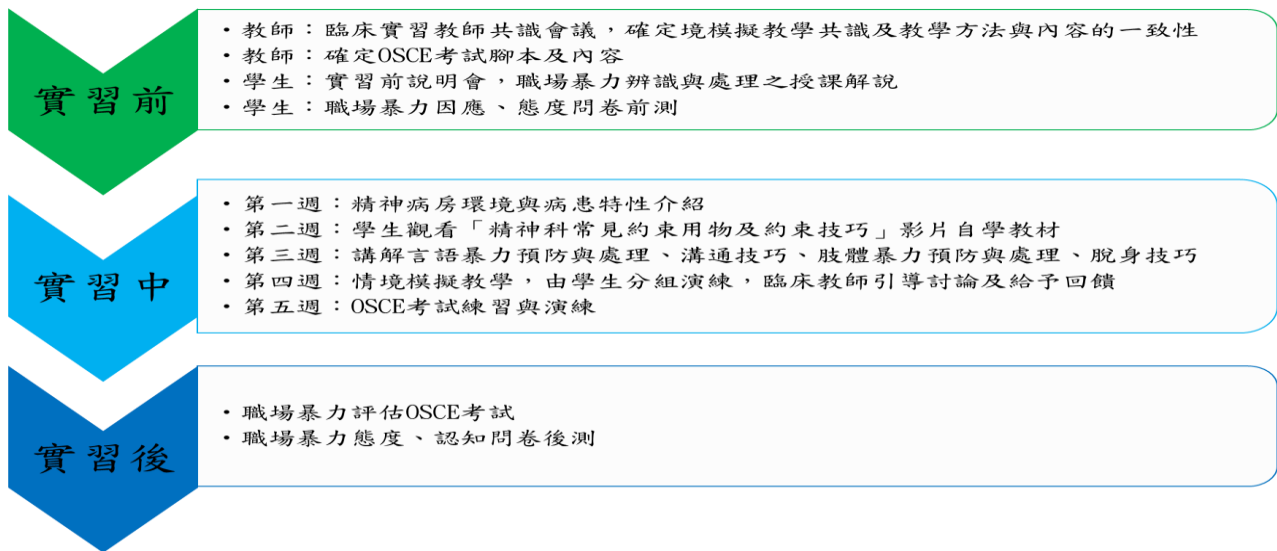 實習前
・教師：臨床實習教師共識會議，確定境模擬教學共識及教學方法與內容的一致性
・教師：確定OSCE考試腳本及內容
・學生：實習前說明會，職場暴力辨識與處理之授課解說
・學生：職場暴力因應、態度問卷前測
實習中
・第一週：精神病房環境與病患特性介紹
・第二週：學生觀看「精神科常見約束用物及約束技巧」影片自學教材
・第三週：講解言語暴力預防與處理、溝通技巧、肢體暴力預防與處理、脫身技巧
・第四週：情境模擬教學，由學生分組演練，臨床教師引導討論及給予回饋
・第五週：OSCE考試練習與演練
實習後
・職場暴力評估OSCE考試
・職場暴力態度、認知問卷後測